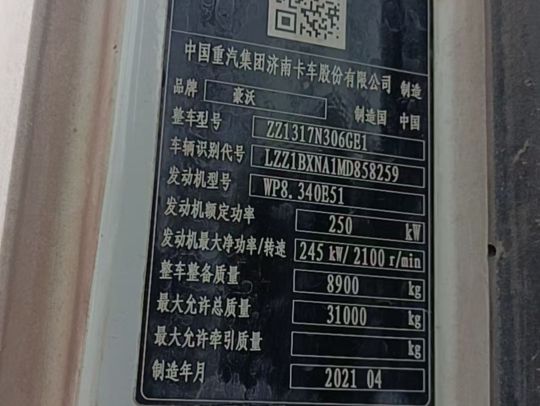 中国重汽集团济南卡车股份有限公司 制造
品牌 豪沃 制造国 中国
整车型号 ZZ1317N306GE1
车辆识别代号 LZZ1BXNA1MD858259
发动机型号 WP8.340E51
发动机额定功率 250 kW
发动机最大净功率/转速 245 kW/2100 r/min
整车整备质量 8900 kg
最大允许总质量 31000 kg
最大允许牵引质量 kg
制造年月 2021 04